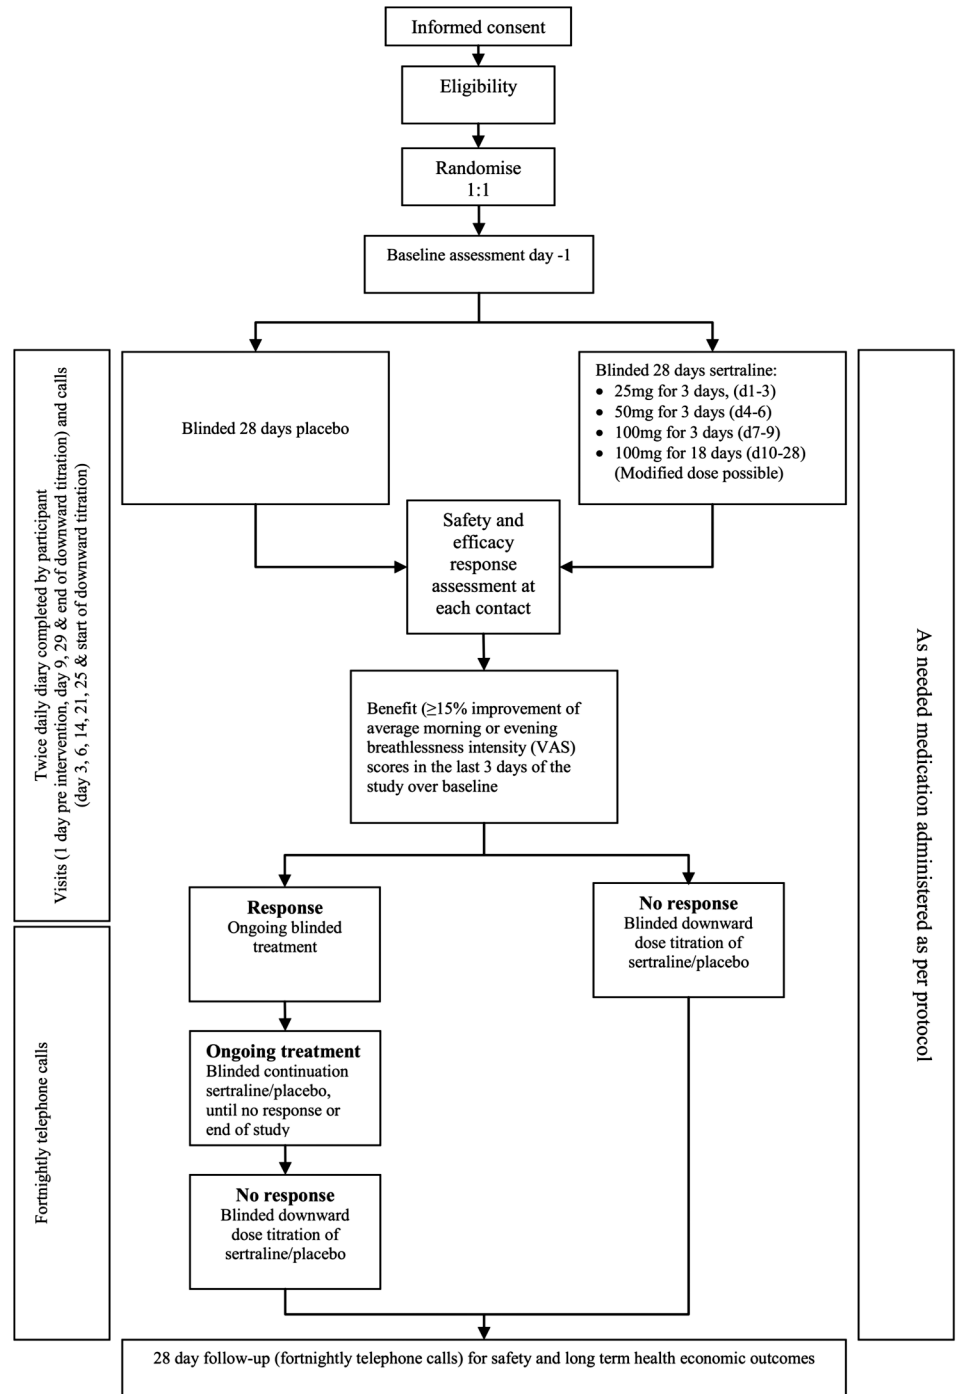 Informed consent
Eligibility
Randomise
1:1
Baseline assessment day -1
Twice daily diary completed by participant
Visits (1 day pre intervention, day 9, 29 & end of downward titration) and calls
(day 3, 6, 14, 21, 25 & start of downward titration)
Blinded 28 days placebo
Blinded 28 days sertraline:
• 25mg for 3 days, (d1-3)
• 50mg for 3 days (d4-6)
• 100mg for 3 days (d7-9)
• 100mg for 18 days (d10-28)
(Modified dose possible)
As needed medication administered as per protocol
Safety and
efficacy
response
assessment at
each contact
Benefit (≥15% improvement of
average morning or evening
breathlessness intensity (VAS)
scores in the last 3 days of the
study over baseline
Response
Ongoing blinded
treatment
No response
Blinded downward
dose titration of
sertraline/placebo
Fortnightly telephone calls
Ongoing treatment
Blinded continuation
sertraline/placebo,
until no response or
end of study
No response
Blinded downward
dose titration of
sertraline/placebo
28 day follow-up (fortnightly telephone calls) for safety and long term health economic outcomes